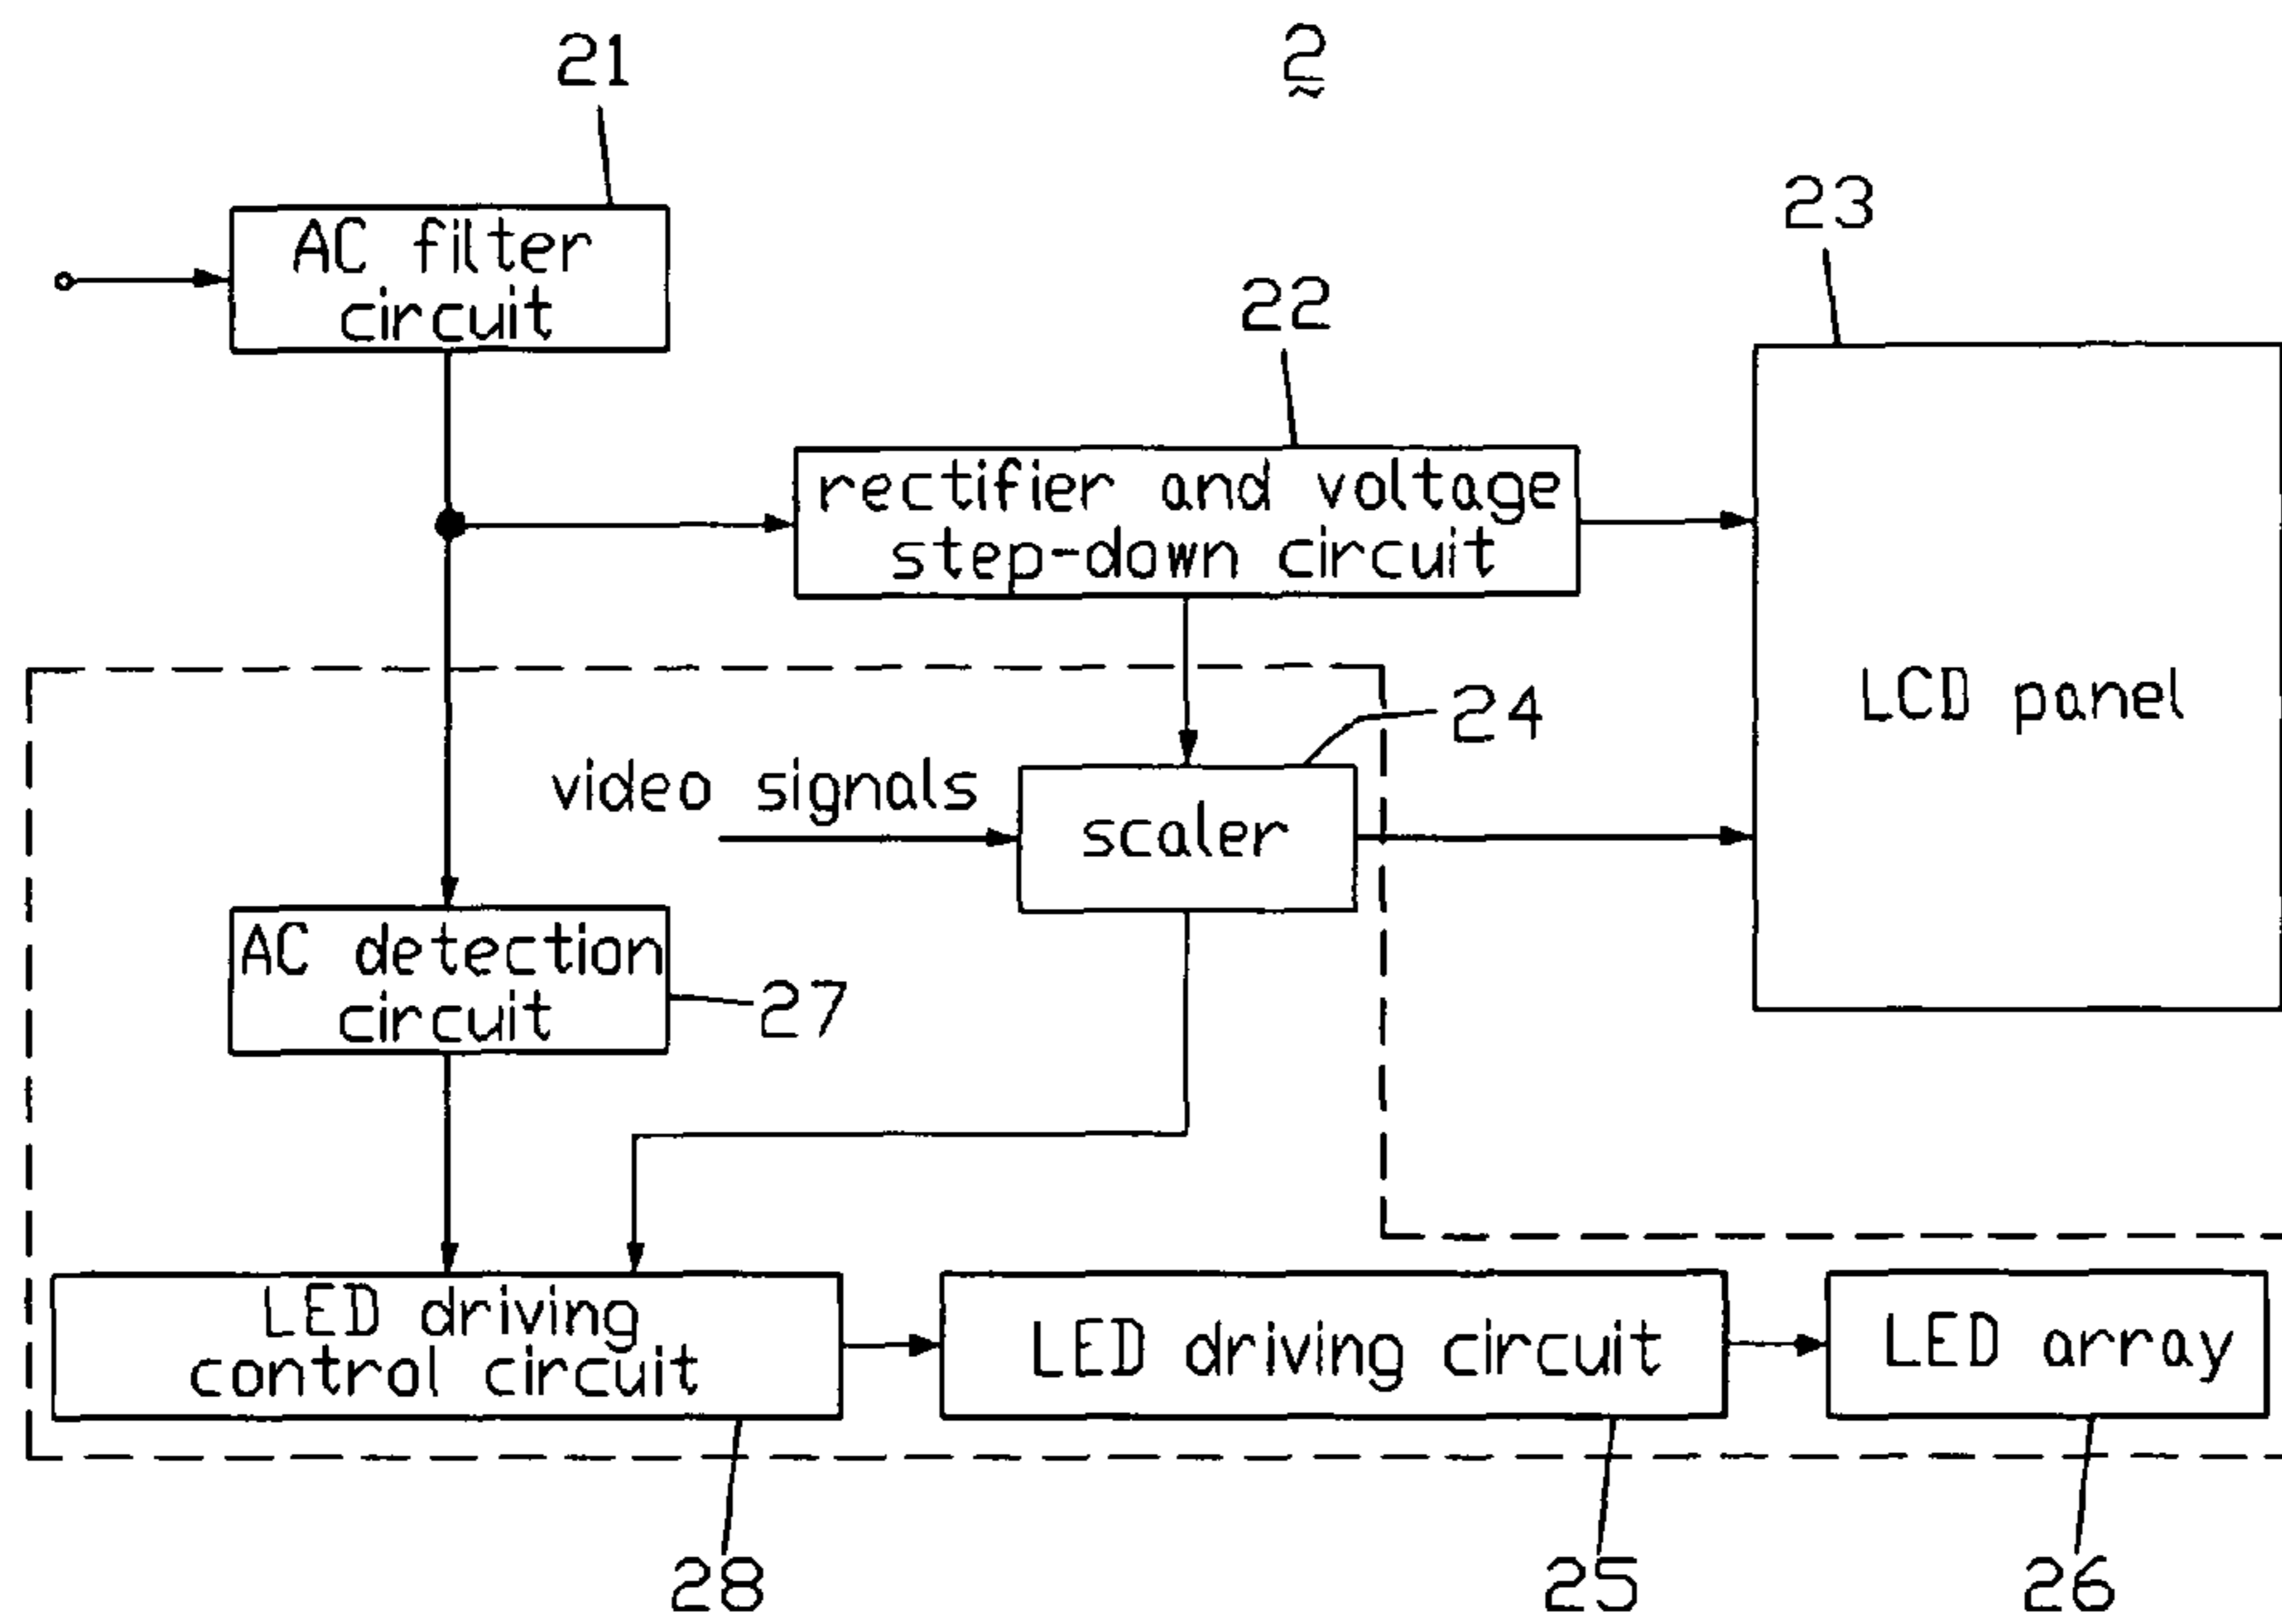 2
21
AC filter
circuit
22
23
rectifier and voltage
step-down circuit
LCD panel
24
video signals
scaler
AC detection
circuit
27
LED driving
control circuit
LED driving circuit
LED array
28
25
26